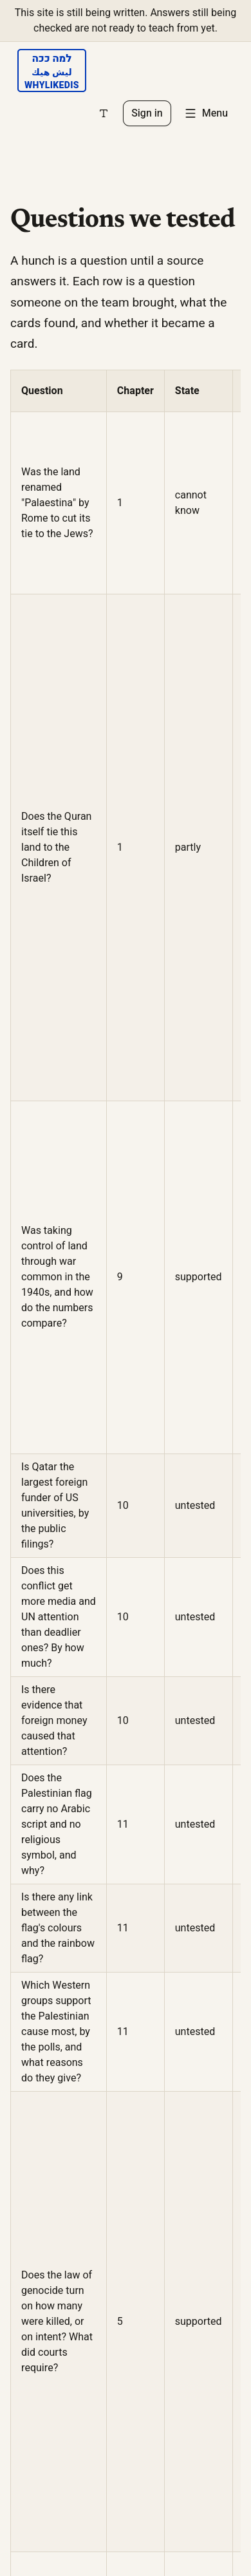 This site is still being written. Answers still being
checked are not ready to teach from yet.
למה ככה
ليش هيك
WHYLIKEDIS
Sign in
Menu
Questions we tested
A hunch is a question until a source
answers it. Each row is a question
someone on the team brought, what the
cards found, and whether it became a
card.
Question Chapter State
Was the land
renamed
"Palaestina" by
Rome to cut its
tie to the Jews?
1
cannot
know
Does the Quran
itself tie this
land to the
Children of
Israel?
1
partly
Was taking
control of land
through war
common in the
1940s, and how
do the numbers
compare?
9
supported
Is Qatar the
largest foreign
funder of US
universities, by
the public
filings?
10
untested
Does this
conflict get
more media and
UN attention
than deadlier
ones? By how
much?
10
untested
Is there
evidence that
foreign money
caused that
attention?
10
untested
Does the
Palestinian flag
carry no Arabic
script and no
religious
symbol, and
why?
11
untested
Is there any link
between the
flag's colours
and the rainbow
flag?
11
untested
Which Western
groups support
the Palestinian
cause most, by
the polls, and
what reasons
do they give?
11
untested
Does the law of
genocide turn
on how many
were killed, or
on intent? What
did courts
require?
5
supported